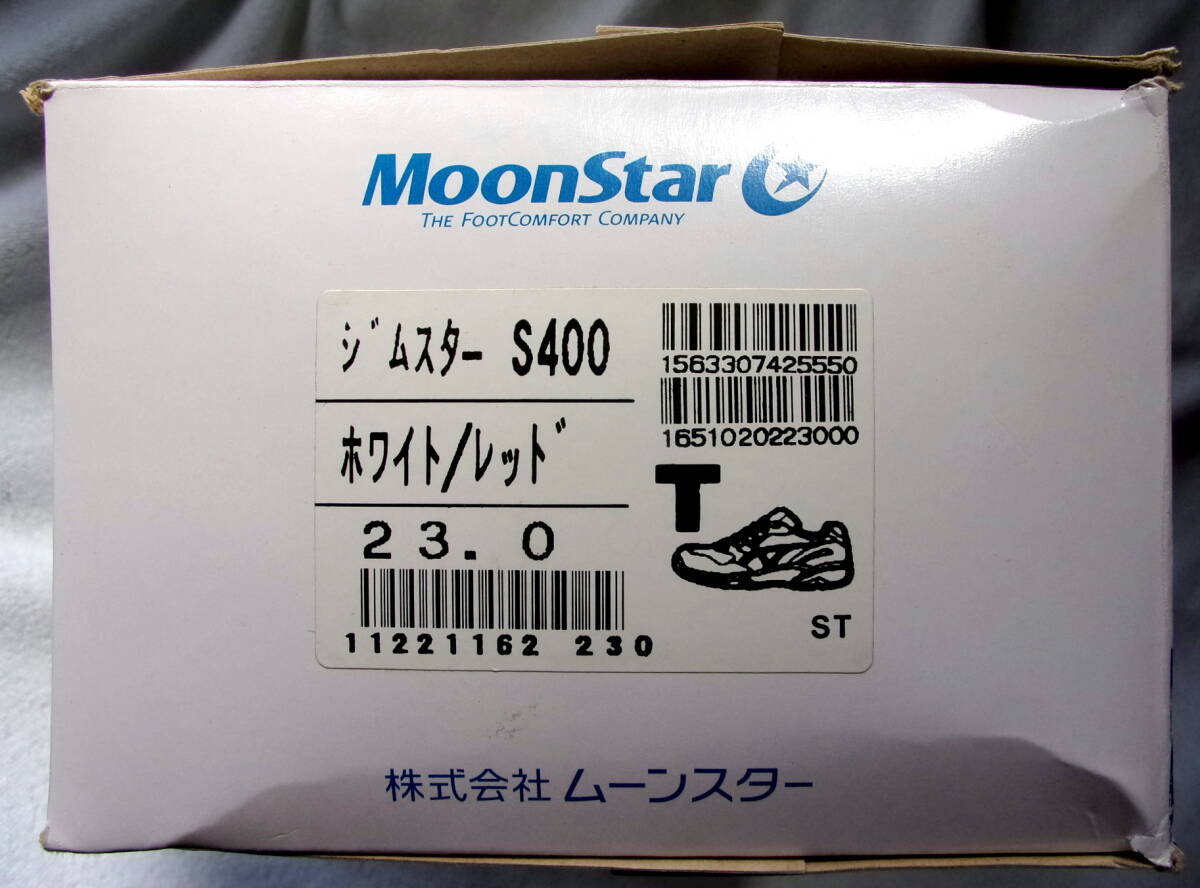 MoonStar
THE FOOTCOMFORT COMPANY
ジムスター S400
ホワイト/レッド
23.0
11221162 230
1563307425550
1651020223000
T
ST
株式会社 ムーンスター